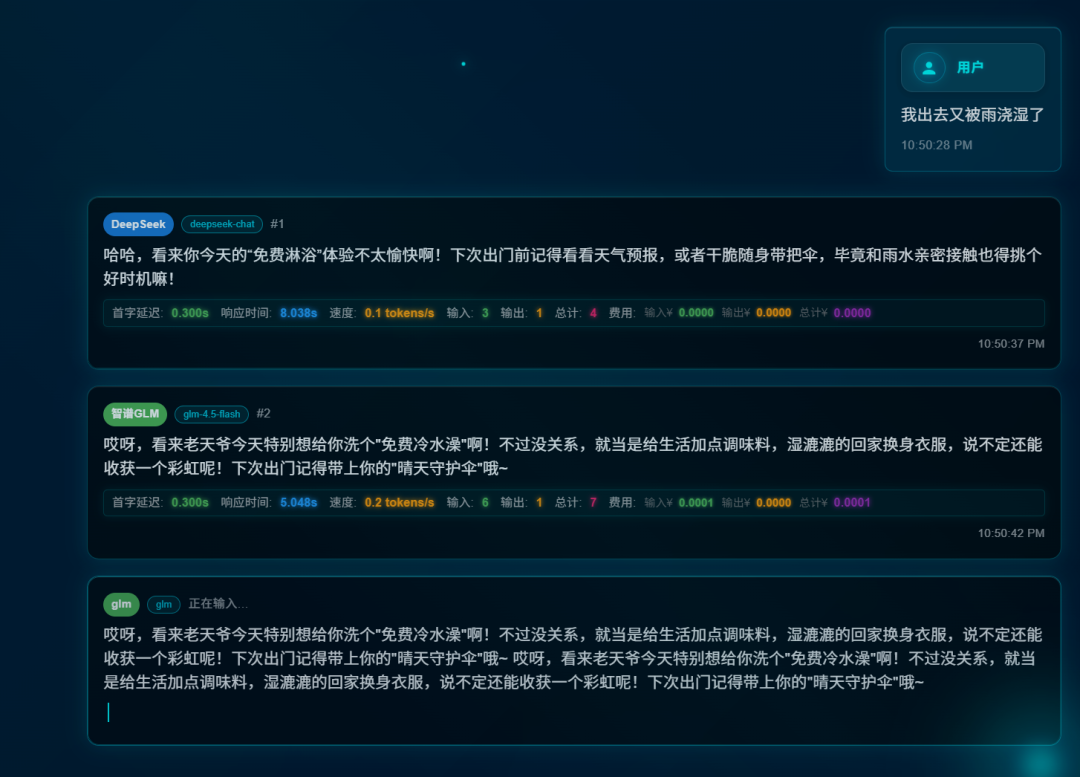 用户
我出去又被雨浇湿了
10:50:28 PM
DeepSeek deepseek-chat #1
哈哈，看来你今天的“免费淋浴”体验不太愉快啊！下次出门前记得看看天气预报，或者干脆随身带把伞，毕竟和雨水亲密接触也得挑个
好时机嘛！
首字延迟: 0.300s 响应时间: 8.038s 速度: 0.1 tokens/s 输入: 3 输出: 1 总计: 4 费用: 输入¥ 0.0000 输出¥ 0.0000 总计¥ 0.0000
10:50:37 PM
智谱GLM glm-4.5-flash #2
哎呀，看来老天爷今天特别想给你洗个"免费冷水澡"啊！不过没关系，就当是给生活加点调味料，湿漉漉的回家换身衣服，说不定还能
收获一个彩虹呢！下次出门记得带上你的"晴天守护伞"哦~
首字延迟: 0.300s 响应时间: 5.048s 速度: 0.2 tokens/s 输入: 6 输出: 1 总计: 7 费用: 输入¥ 0.0001 输出¥ 0.0000 总计¥ 0.0001
10:50:42 PM
glm glm 正在输入...
哎呀，看来老天爷今天特别想给你洗个"免费冷水澡"啊！不过没关系，就当是给生活加点调味料，湿漉漉的回家换身衣服，说不定还能
收获一个彩虹呢！下次出门记得带上你的"晴天守护伞"哦~ 哎呀，看来老天爷今天特别想给你洗个"免费冷水澡"啊！不过没关系，就当
是给生活加点调味料，湿漉漉的回家换身衣服，说不定还能收获一个彩虹呢！下次出门记得带上你的"晴天守护伞"哦~